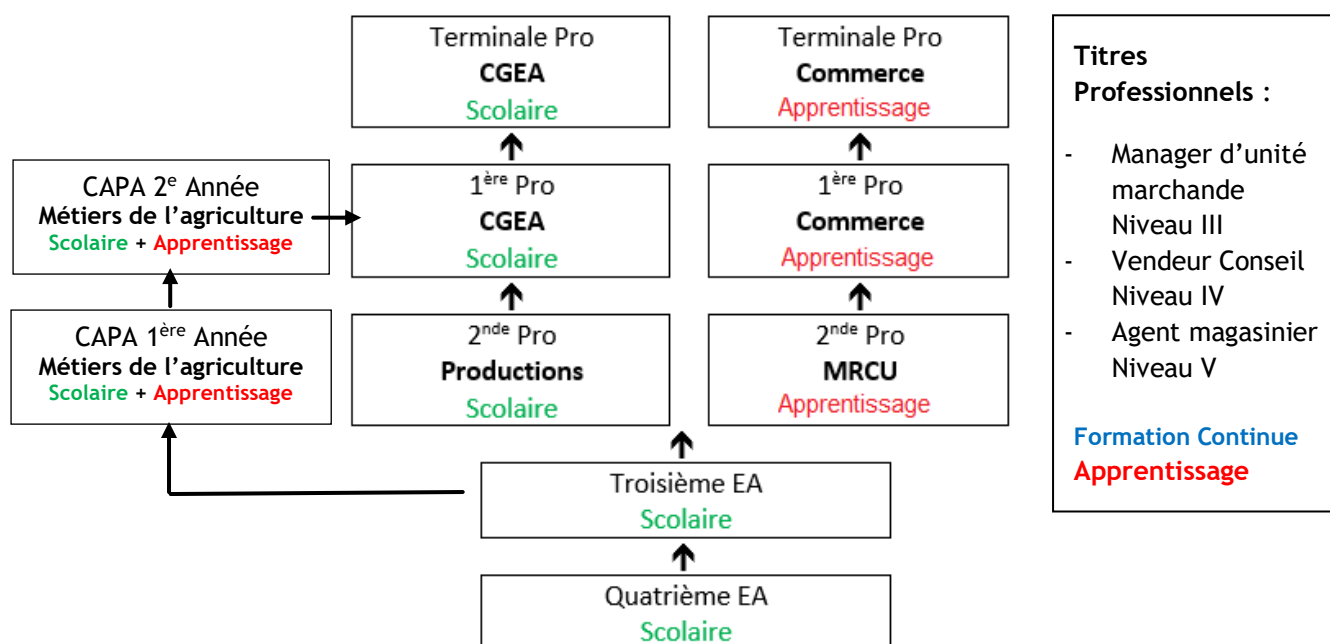 Terminale Pro
CGEA
Scolaire
Terminale Pro
Commerce
Apprentissage
CAPA 2e Année
Métiers de l'agriculture
Scolaire + Apprentissage
1ère Pro
CGEA
Scolaire
1ère Pro
Commerce
Apprentissage
CAPA 1ère Année
Métiers de l'agriculture
Scolaire + Apprentissage
2nde Pro
Productions
Scolaire
2nde Pro
MRCU
Apprentissage
Troisième EA
Scolaire
Quatrième EA
Scolaire
Titres
Professionnels :
- Manager d'unité
marchande
Niveau III
- Vendeur Conseil
Niveau IV
- Agent magasinier
Niveau V
Formation Continue
Apprentissage